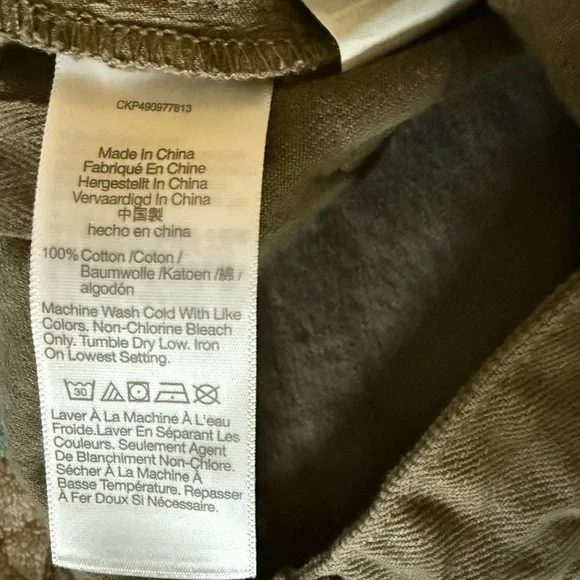 CKP490977813
Made In China
Fabriqué En Chine
Hergestellt In China
Vervaardigd In China
中国製
hecho en china
100% Cotton /Coton/
Baumwolle /Katoen /綿 /
algodón
Machine Wash Cold With Like
Colors. Non-Chlorine Bleach
Only. Tumble Dry Low. Iron
On Lowest Setting.
30
Laver À La Machine À L'eau
Froide.Laver En Séparant Les
Couleurs. Seulement Agent
De Blanchiment Non-Chlore.
Sécher À La Machine À
Basse Température. Repasser
À Fer Doux Si Nécessaire.